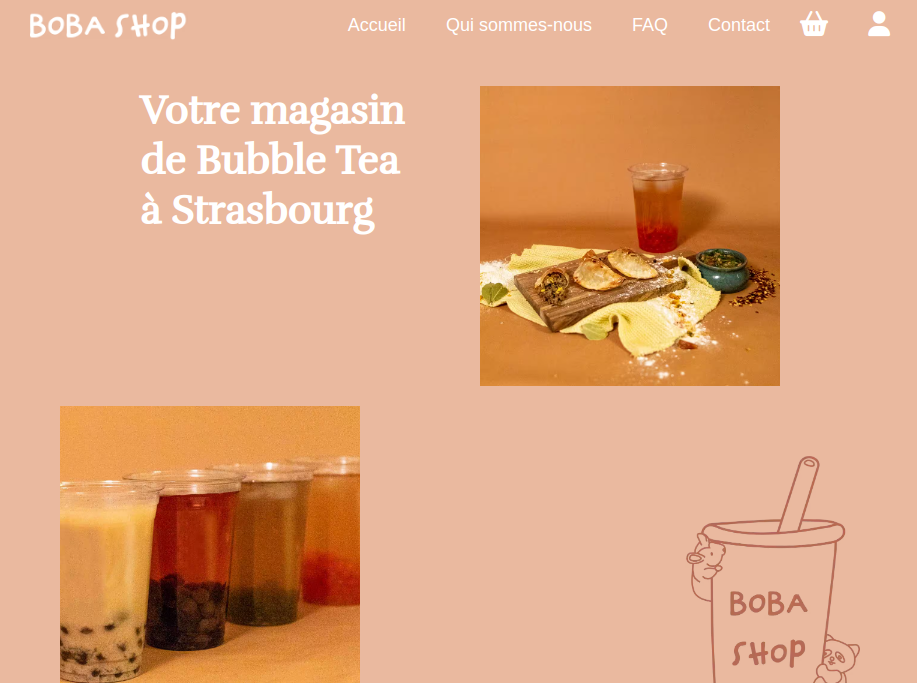 BOBA SHOP
Accueil
Qui sommes-nous
FAQ
Contact
Votre magasin
de Bubble Tea
à Strasbourg
BOBA
SHOP